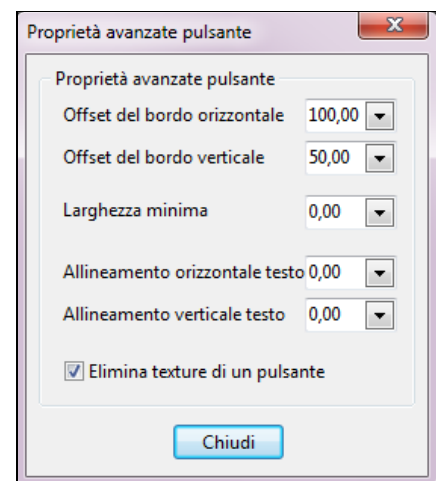 Proprietà avanzate pulsante
Proprietà avanzate pulsante
Offset del bordo orizzontale 100,00
Offset del bordo verticale 50,00
Larghezza minima 0,00
Allineamento orizzontale testo 0,00
Allineamento verticale testo 0,00
Elimina texture di un pulsante
Chiudi